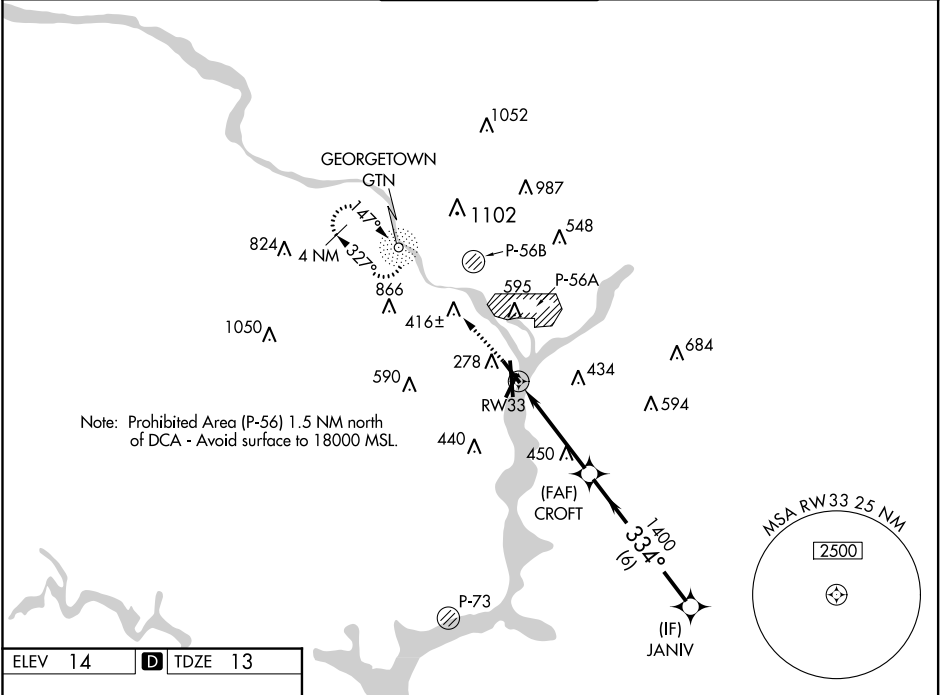 1052
GEORGETOWN
GTN
987
1102
147°
548
824
4 NM
327°
P-56B
P-56A
866
595
416±
1050
278
684
590
434
RW33
594
Note: Prohibited Area (P-56) 1.5 NM north
of DCA - Avoid surface to 18000 MSL.
440
450
(FAF)
CROFT
1400
334°
(6)
MSA RW33 25 NM
2500
P-73
(IF)
JANIV
ELEV 14 D TDZE 13